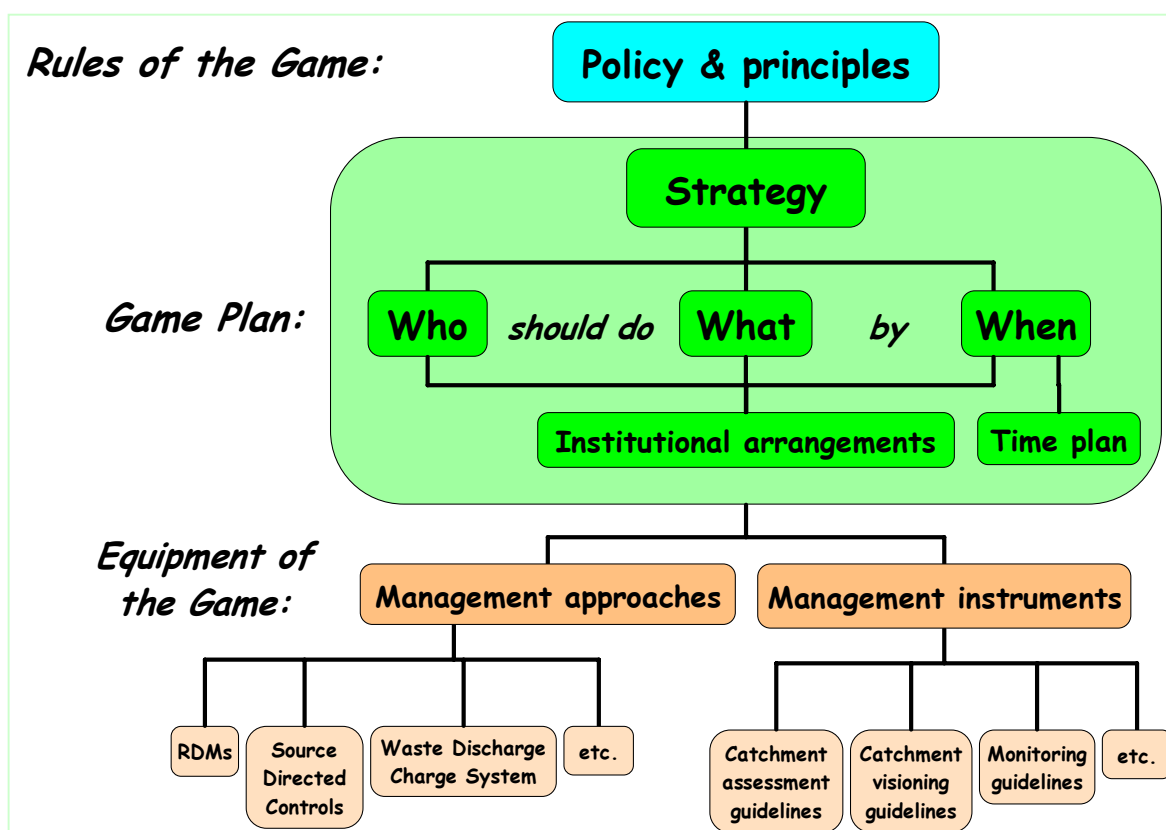 Rules of the Game:
Policy & principles
Strategy
Game Plan:
Who should do What by When
Institutional arrangements
Time plan
Equipment of
the Game:
Management approaches
Management instruments
RDMs
Source
Directed
Controls
Waste Discharge
Charge System
etc.
Catchment
assessment
guidelines
Catchment
visioning
guidelines
Monitoring
guidelines
etc.